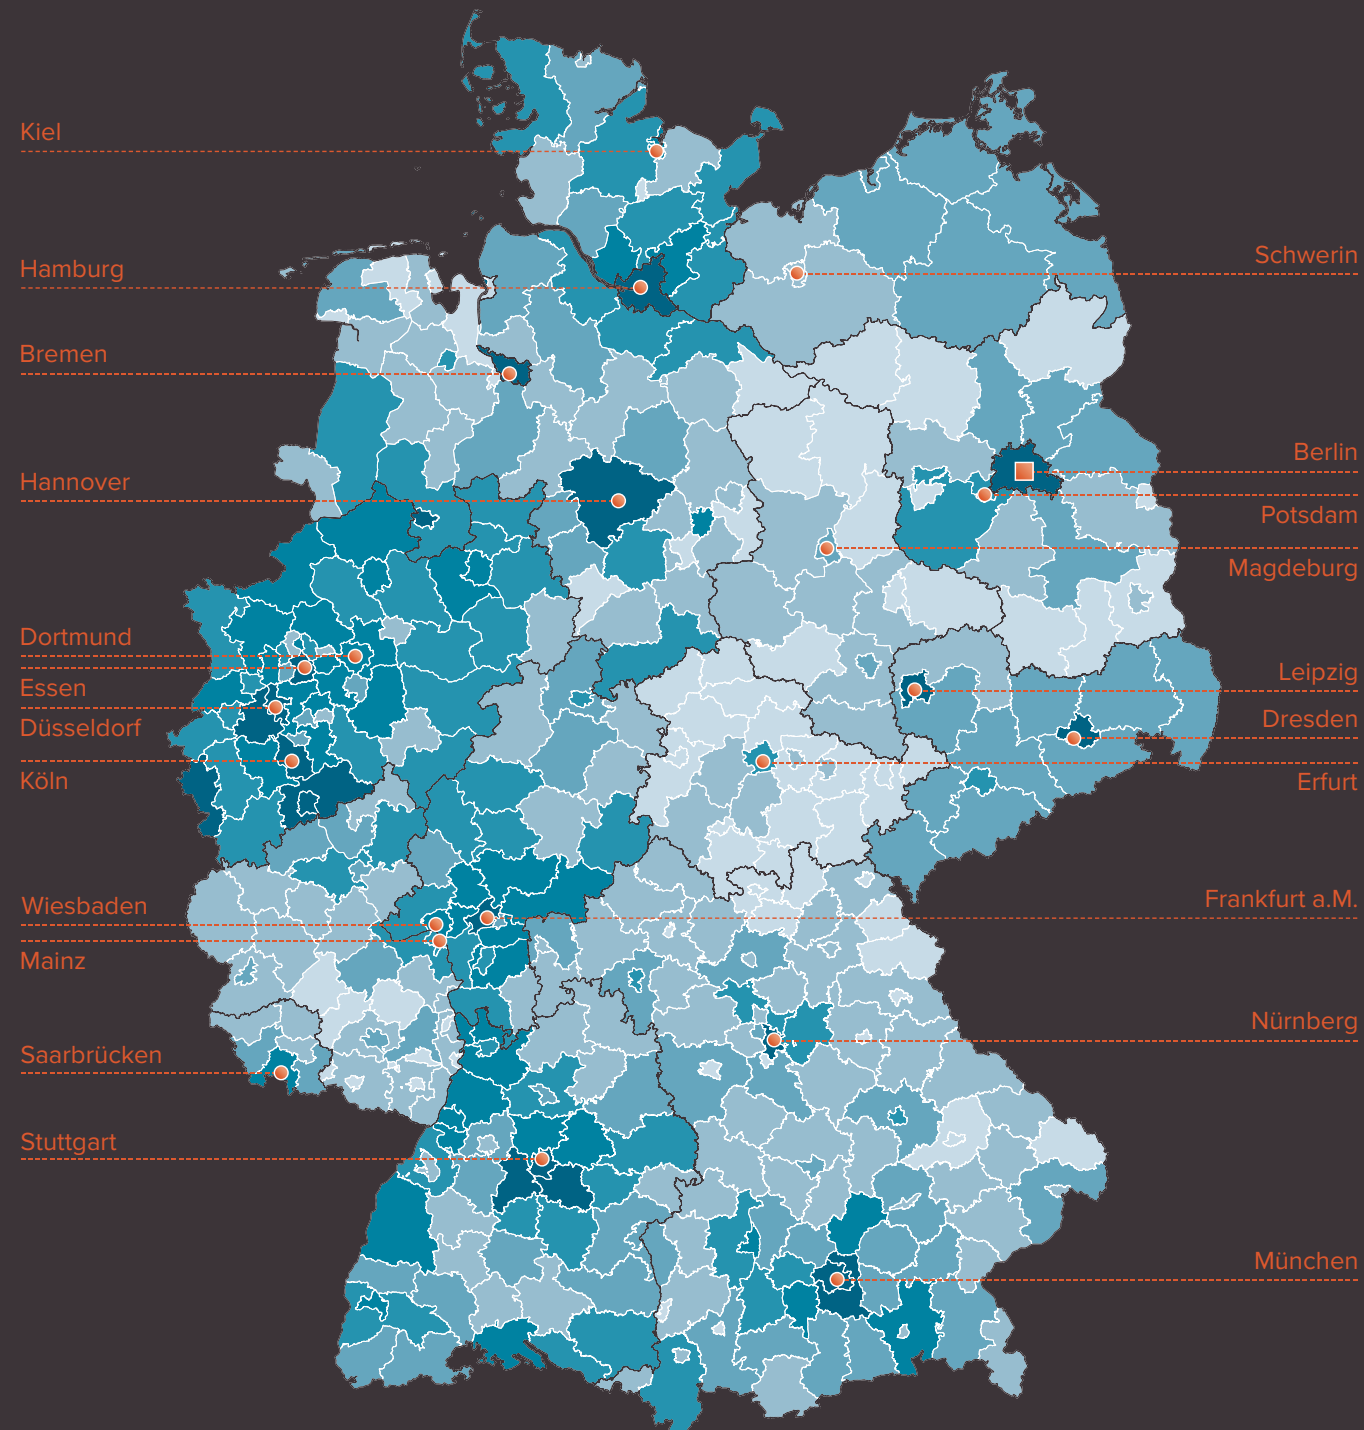 Kiel
Hamburg
Bremen
Hannover
Dortmund
Essen
Düsseldorf
Köln
Wiesbaden
Mainz
Saarbrücken
Stuttgart
Schwerin
Berlin
Potsdam
Magdeburg
Leipzig
Dresden
Erfurt
Frankfurt a.M.
Nürnberg
München